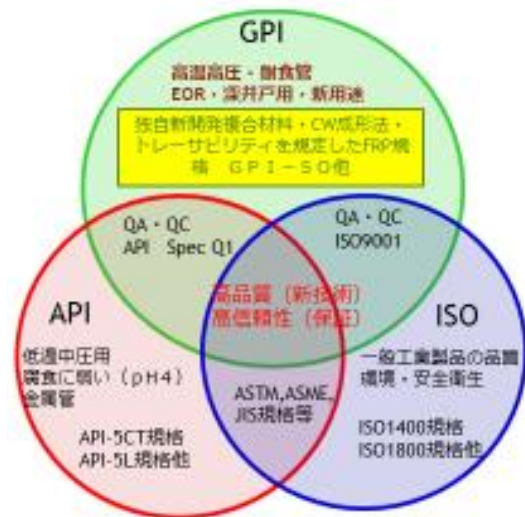 GPI
高温高圧・耐食管
EOR・深井戸用・新用途
独自新開発複合材料・CW成形法・
トレーサビリティを規定したFRP規
格　GPI－SO他
QA・QC
API　Spec Q1
QA・QC
ISO9001
高品質（新技術）
高信頼性（保証）
API
低温中圧用
腐食に弱い（pH4）
金属管
API-5CT規格
API-5L規格他
ASTM,ASME,
JIS規格等
ISO
一般工業製品の品質
環境・安全衛生
ISO1400規格
ISO1800規格他